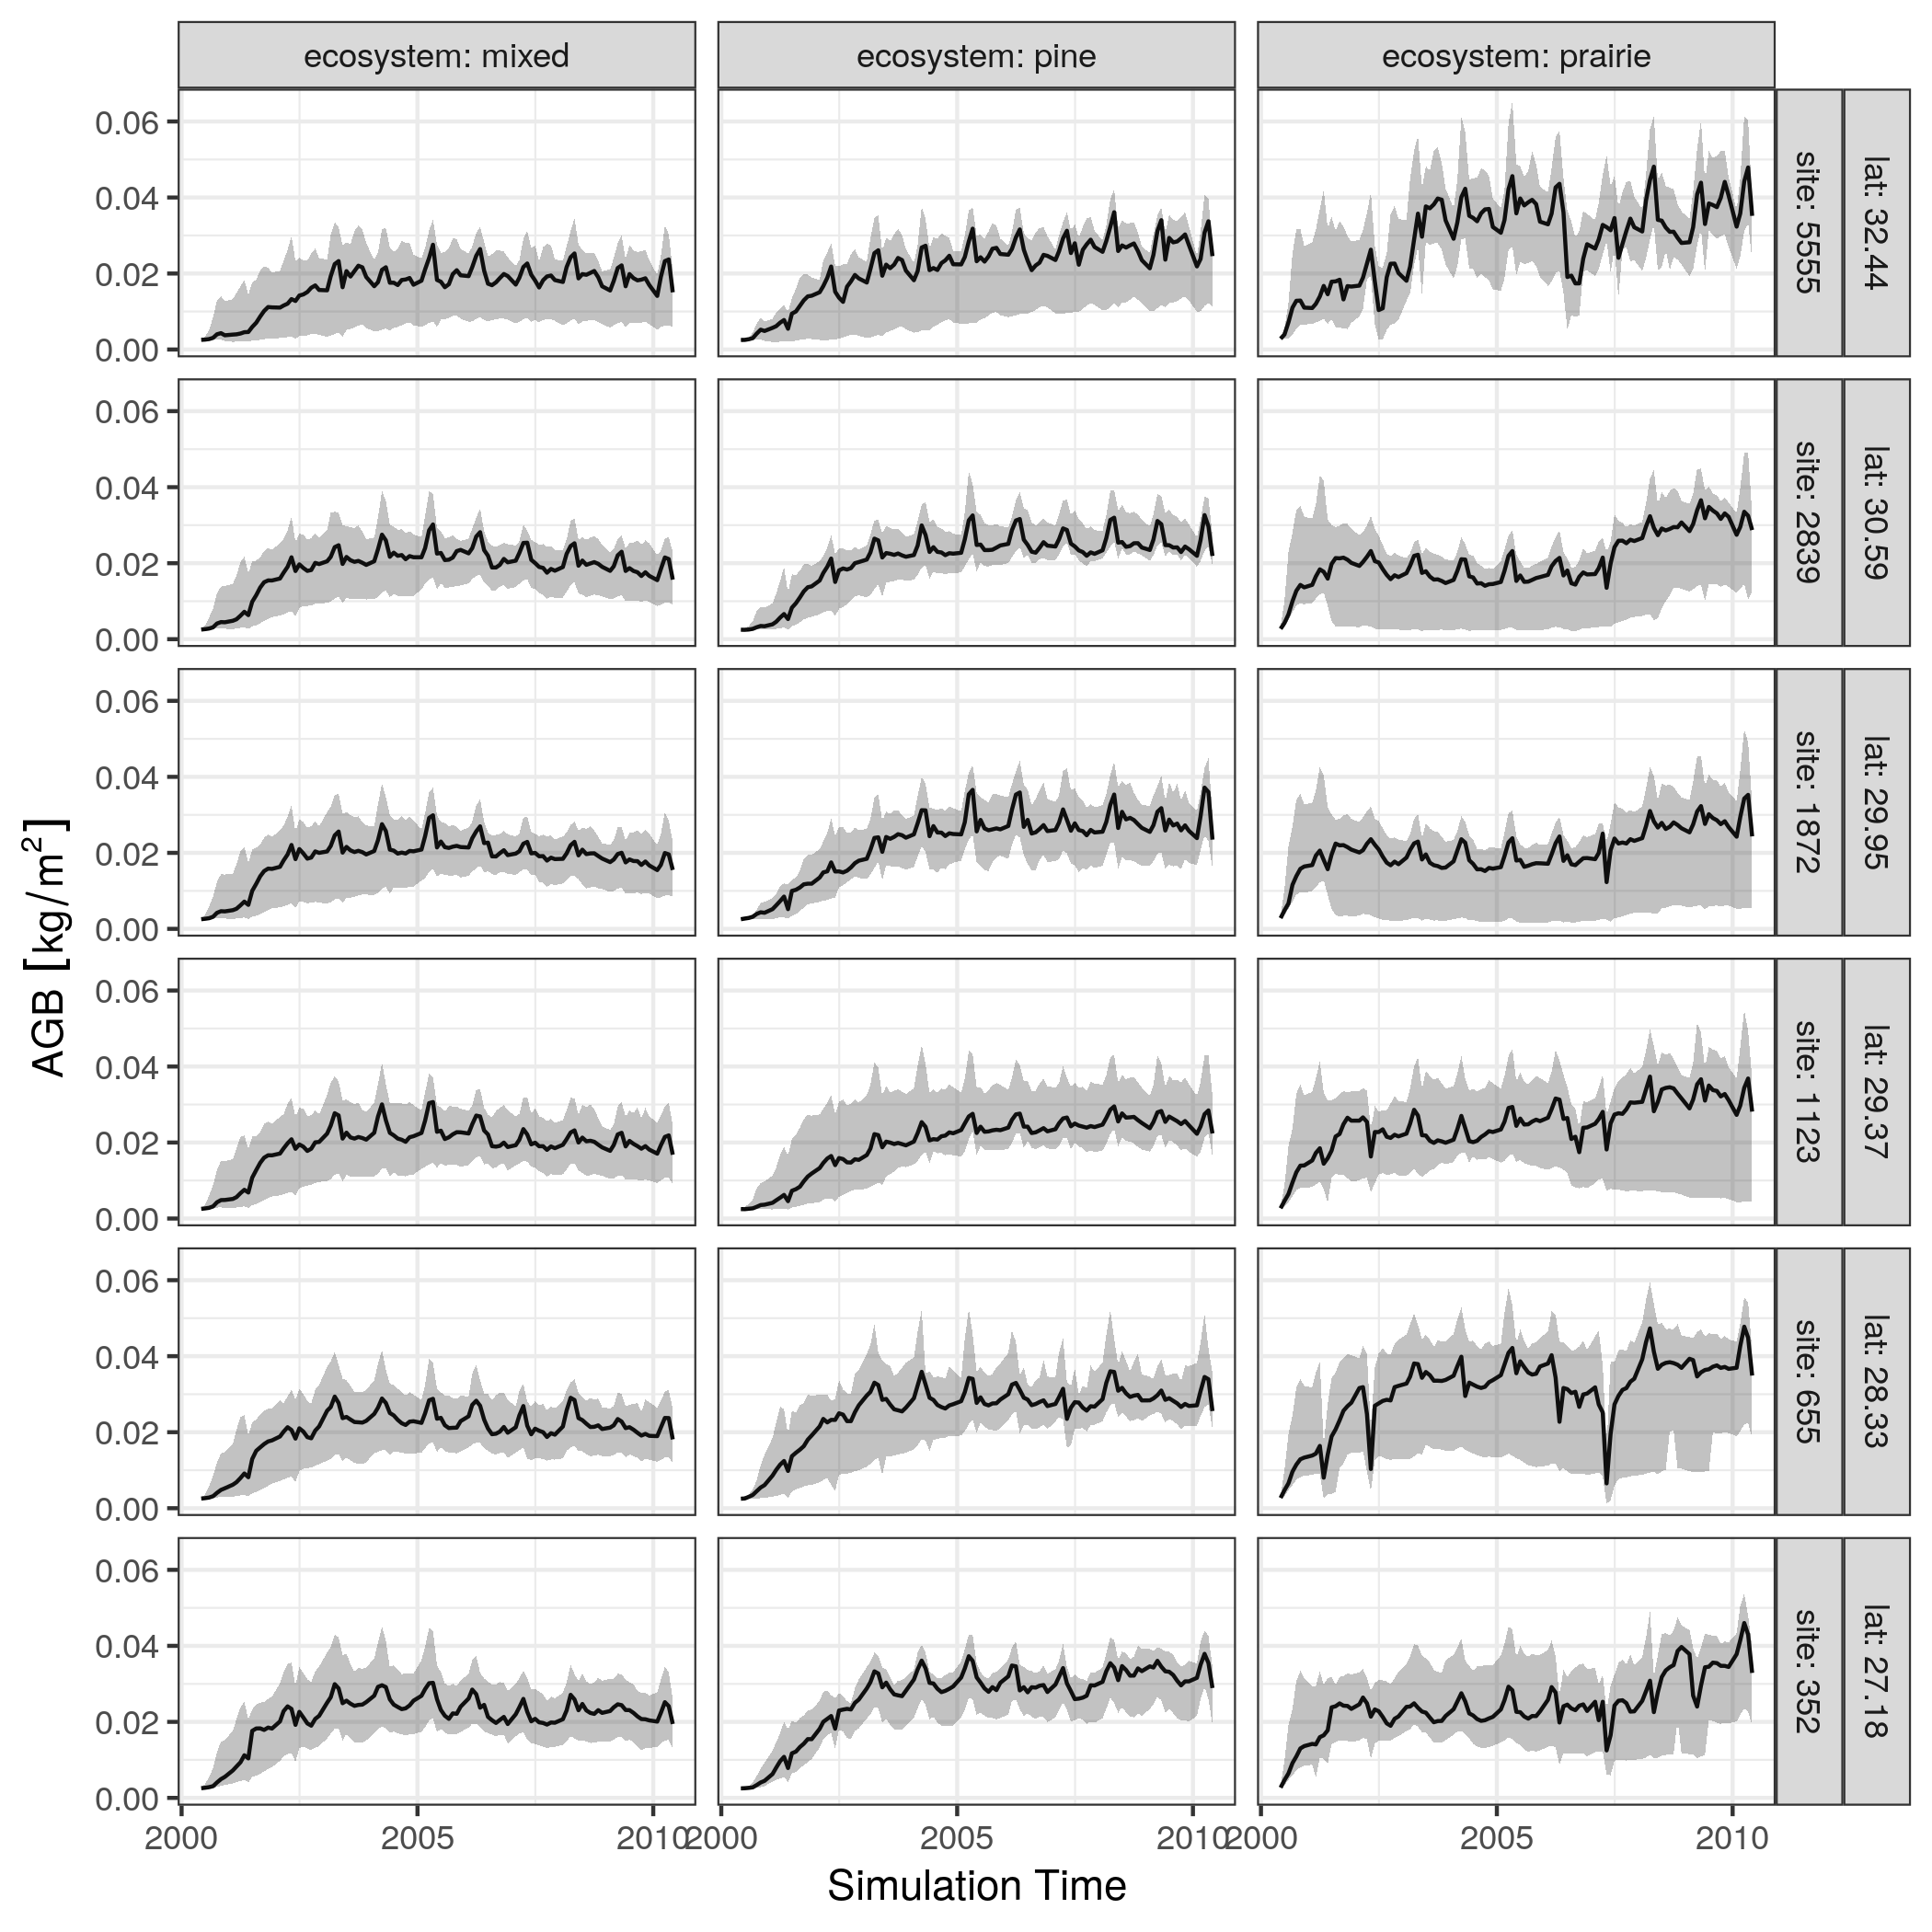 ecosystem: mixed
ecosystem: pine
ecosystem: prairie
0.06
0.04
0.02
0.00
site: 5555
lat: 32.44
0.06
0.04
0.02
0.00
site: 2839
lat: 30.59
0.06
0.04
0.02
0.00
site: 1872
lat: 29.95
0.06
0.04
0.02
0.00
site: 1123
lat: 29.37
0.06
0.04
0.02
0.00
site: 655
lat: 28.33
0.06
0.04
0.02
0.00
site: 352
lat: 27.18
AGB [kg/m²]
2000
2005
2010
2000
2005
2010
2000
2005
2010
Simulation Time